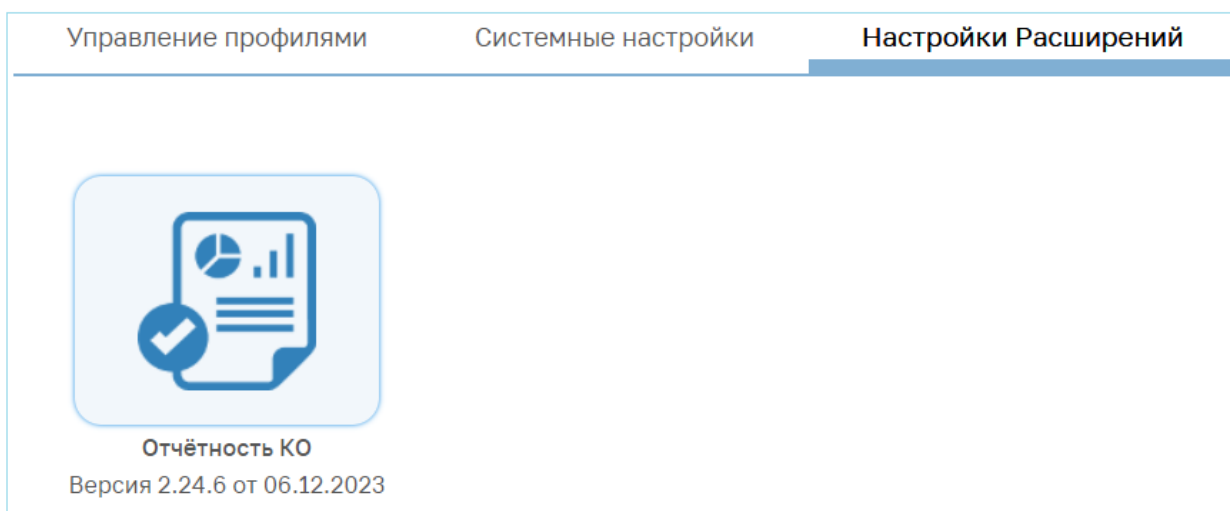 Управление профилями Системные настройки Настройки Расширений
Отчётность КО
Версия 2.24.6 от 06.12.2023